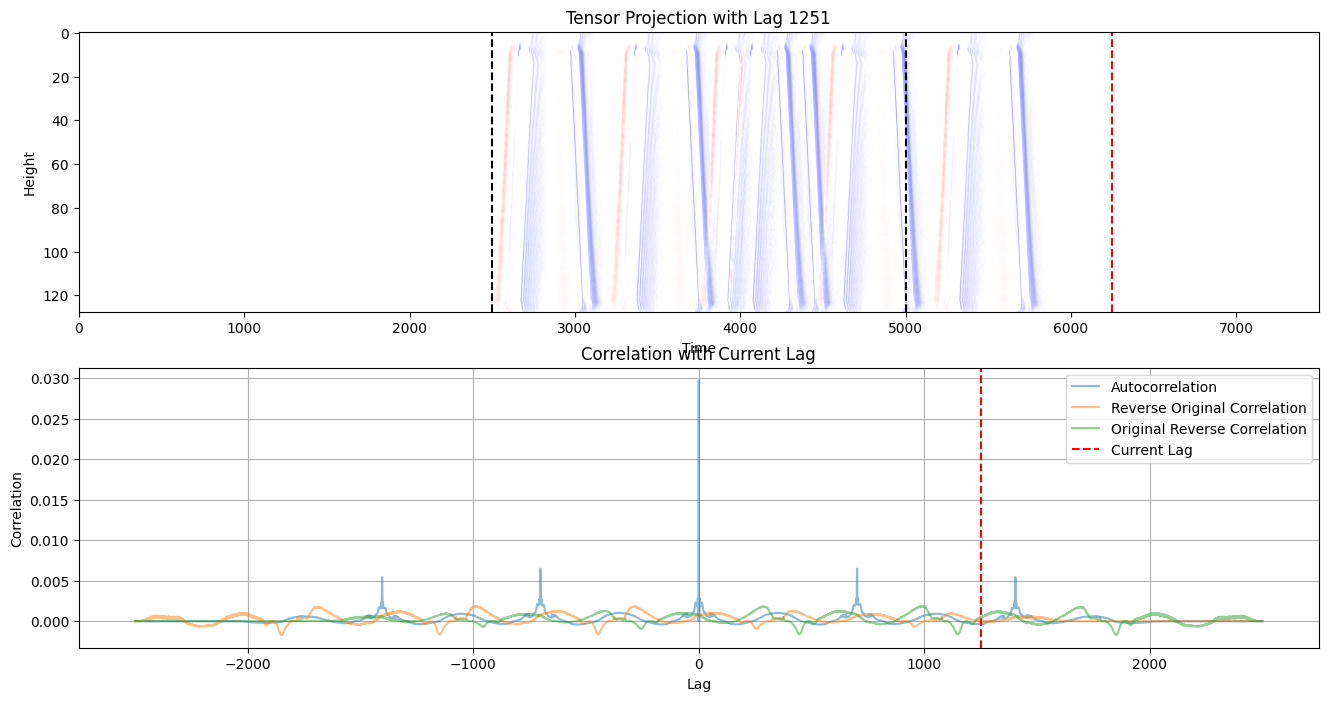 Tensor Projection with Lag 1251
Height
0
20
40
60
80
100
120
0 1000 2000 3000 4000 5000 6000 7000
Time
Correlation with Current Lag
Correlation
0.030
0.025
0.020
0.015
0.010
0.005
0.000
Autocorrelation
Reverse Original Correlation
Original Reverse Correlation
Current Lag
−2000 −1000 0 1000 2000
Lag